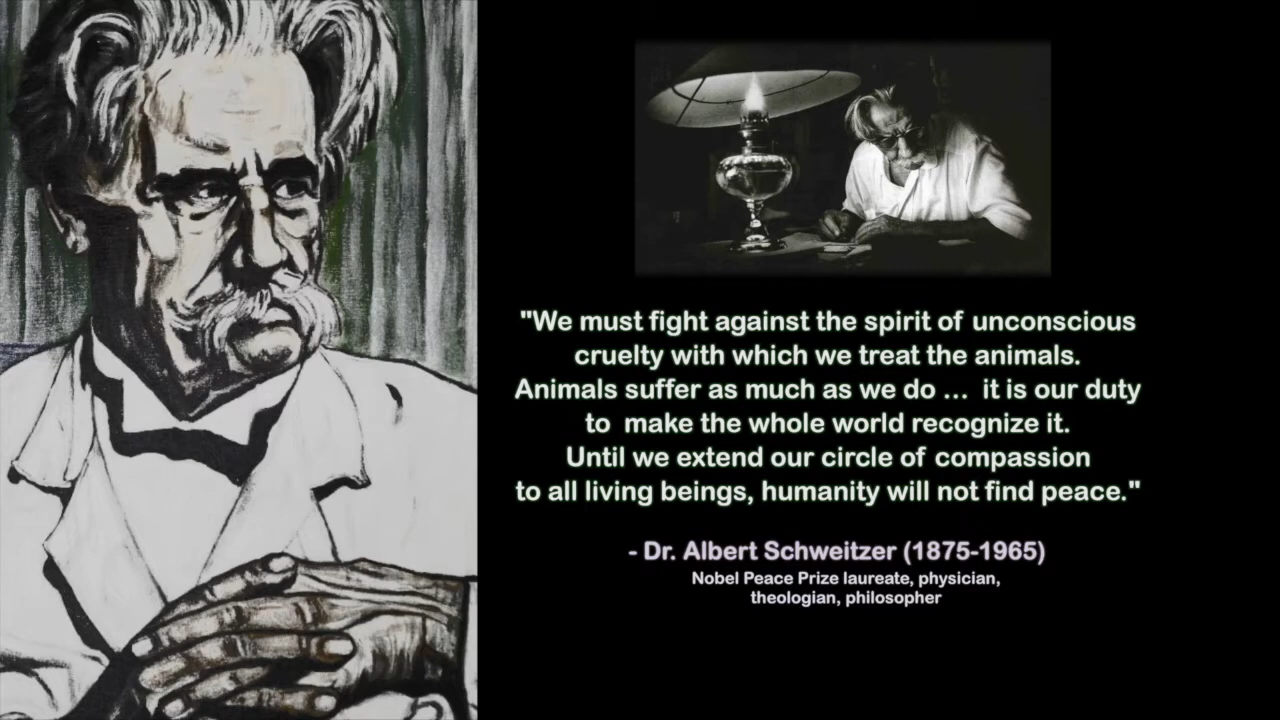 "We must fight against the spirit of unconscious
cruelty with which we treat the animals.
Animals suffer as much as we do ... it is our duty
to make the whole world recognize it.
Until we extend our circle of compassion
to all living beings, humanity will not find peace."
- Dr. Albert Schweitzer (1875-1965)
Nobel Peace Prize laureate, physician,
theologian, philosopher